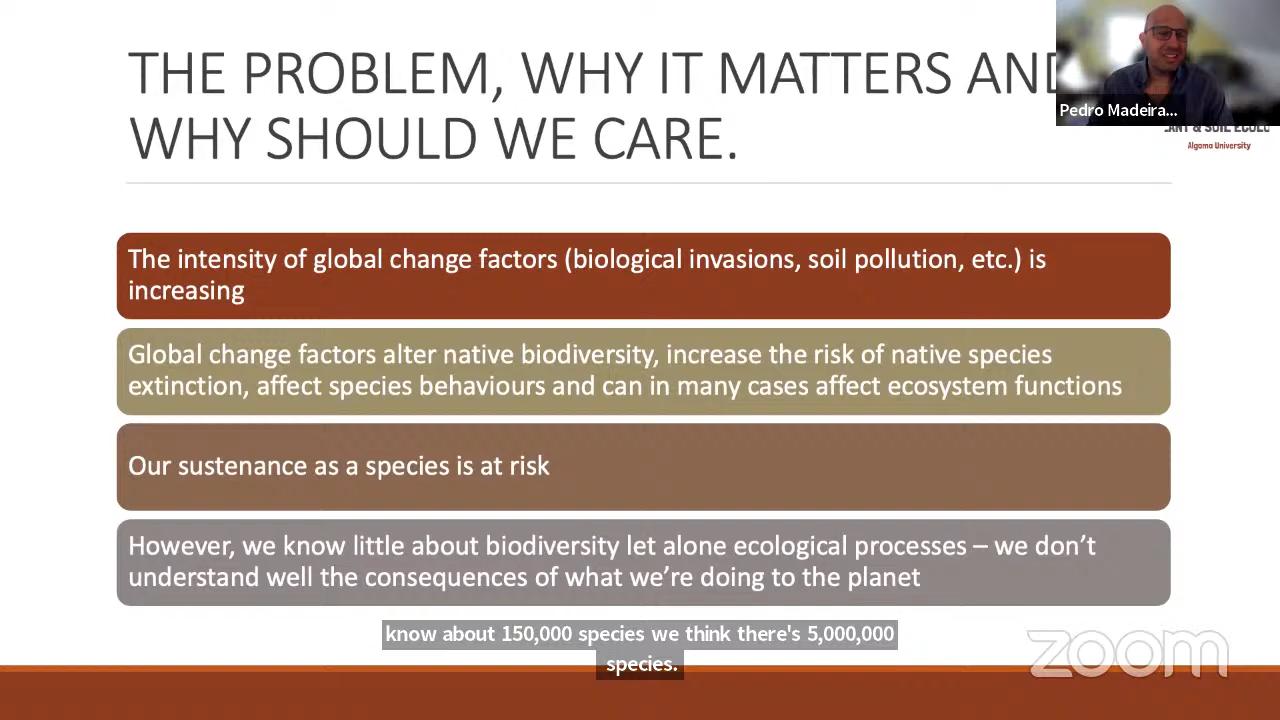 THE PROBLEM, WHY IT MATTERS AND
WHY SHOULD WE CARE.
Pedro Madeira...
Algoma University
The intensity of global change factors (biological invasions, soil pollution, etc.) is
increasing
Global change factors alter native biodiversity, increase the risk of native species
extinction, affect species behaviours and can in many cases affect ecosystem functions
Our sustenance as a species is at risk
However, we know little about biodiversity let alone ecological processes – we don’t
understand well the consequences of what we’re doing to the planet
know about 150,000 species we think there's 5,000,000
species.
zoom